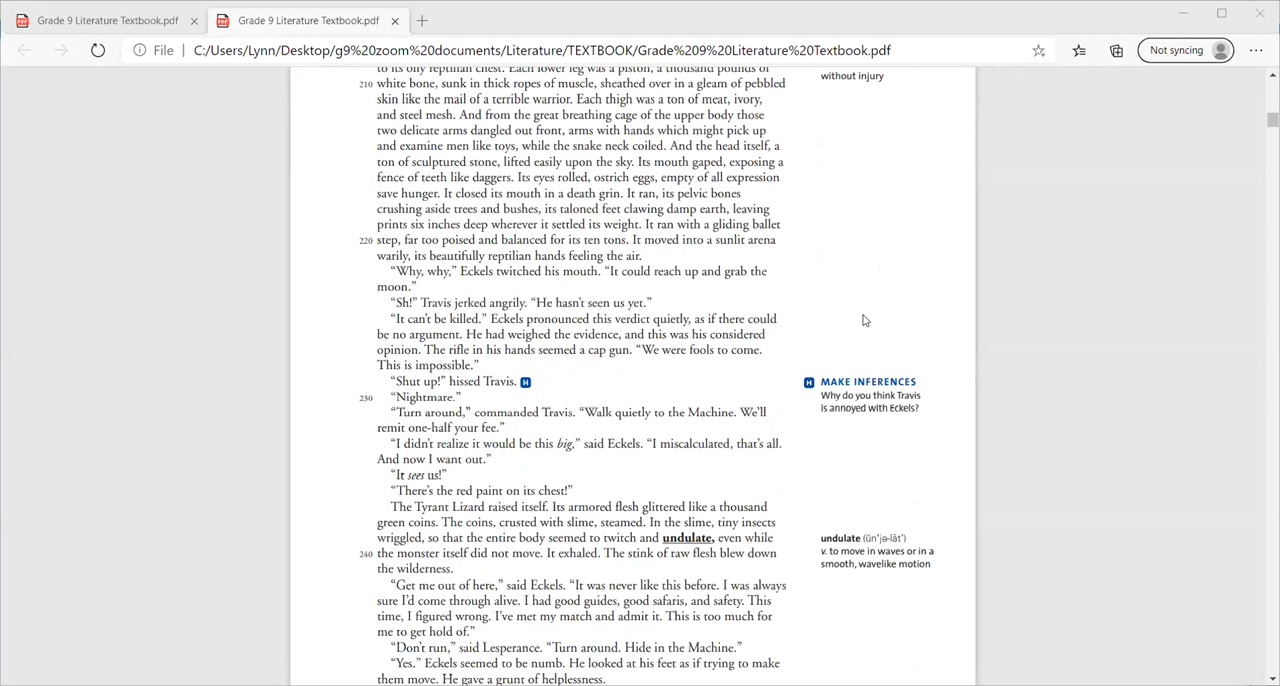 Grade 9 Literature Textbook.pdf
Grade 9 Literature Textbook.pdf
File C:/Users/Lynn/Desktop/g9%20zoom%20documents/Literature/TEXTBOOK/Grade%209%20Literature%20Textbook.pdf
Not syncing
to its only reptilian chest. Each lower leg was a piston, a thousand pounds of
without injury
210 white bone, sunk in thick ropes of muscle, sheathed over in a gleam of pebbled
skin like the mail of a terrible warrior. Each thigh was a ton of meat, ivory,
and steel mesh. And from the great breathing cage of the upper body those
two delicate arms dangled out front, arms with hands which might pick up
and examine men like toys, while the snake neck coiled. And the head itself, a
ton of sculptured stone, lifted easily upon the sky. Its mouth gaped, exposing a
fence of teeth like daggers. Its eyes rolled, ostrich eggs, empty of all expression
save hunger. It closed its mouth in a death grin. It ran, its pelvic bones
crushing aside trees and bushes, its taloned feet clawing damp earth, leaving
prints six inches deep wherever it settled its weight. It ran with a gliding ballet
220 step, far too poised and balanced for its ten tons. It moved into a sunlit arena
warily, its beautifully reptilian hands feeling the air.
“Why, why,” Eckels twitched his mouth. “It could reach up and grab the
moon.”
“Sh!” Travis jerked angrily. “He hasn’t seen us yet.”
“It can’t be killed.” Eckels pronounced this verdict quietly, as if there could
be no argument. He had weighed the evidence, and this was his considered
opinion. The rifle in his hands seemed a cap gun. “We were fools to come.
This is impossible.”
“Shut up!” hissed Travis. H
230 “Nightmare.”
“Turn around,” commanded Travis. “Walk quietly to the Machine. We’ll
remit one-half your fee.”
“I didn’t realize it would be this big,” said Eckels. “I miscalculated, that’s all.
And now I want out.”
“It sees us!”
“There’s the red paint on its chest!”
The Tyrant Lizard raised itself. Its armored flesh glittered like a thousand
green coins. The coins, crusted with slime, steamed. In the slime, tiny insects
wriggled, so that the entire body seemed to twitch and undulate, even while
240 the monster itself did not move. It exhaled. The stink of raw flesh blew down
the wilderness.
“Get me out of here,” said Eckels. “It was never like this before. I was always
sure I’d come through alive. I had good guides, good safaris, and safety. This
time, I figured wrong. I’ve met my match and admit it. This is too much for
me to get hold of.”
“Don’t run,” said Lesperance. “Turn around. Hide in the Machine.”
“Yes.” Eckels seemed to be numb. He looked at his feet as if trying to make
them move. He gave a grunt of helplessness.
H MAKE INFERENCES
Why do you think Travis
is annoyed with Eckels?
undulate (ŭn’jə-lāt’)
v. to move in waves or in a
smooth, wavelike motion